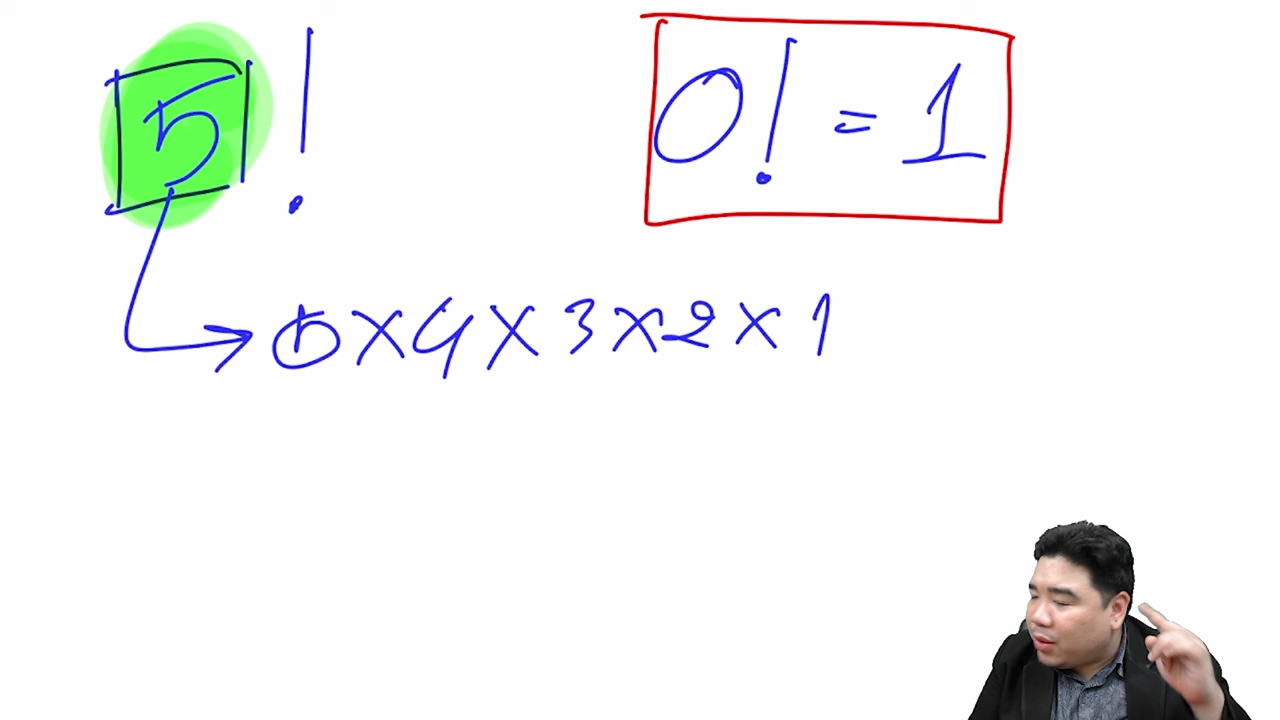 5!
0! = 1
5 × 4 × 3 × 2 × 1